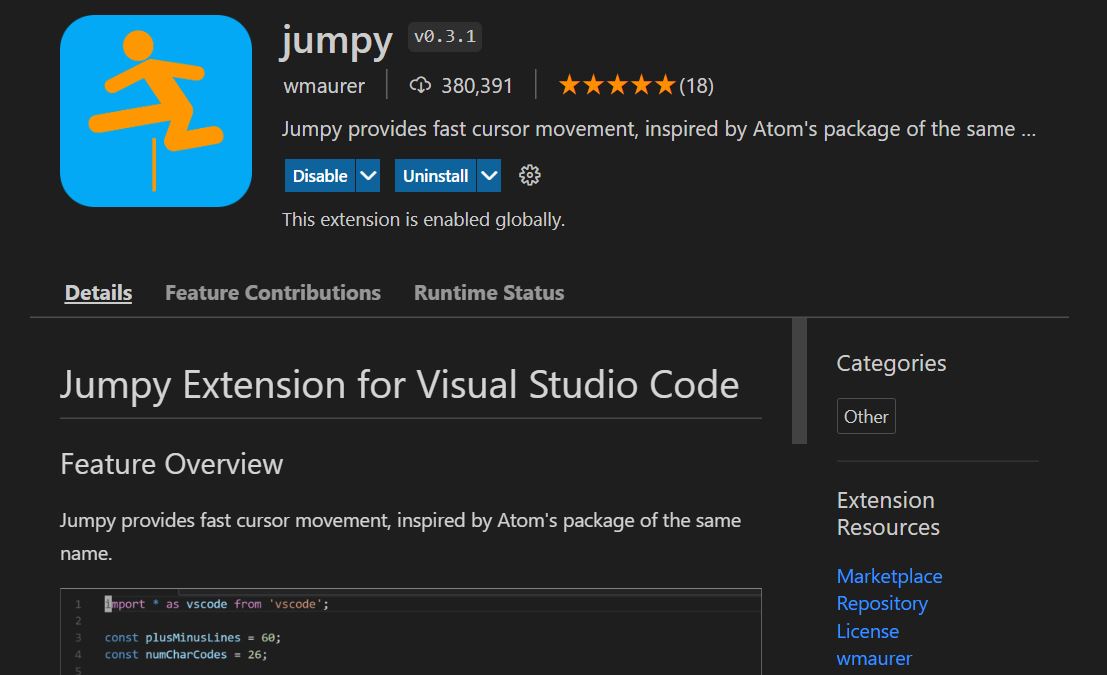 jumpy v0.3.1
wmaurer 380,391 (18)
Jumpy provides fast cursor movement, inspired by Atom's package of the same ...
Disable Uninstall
This extension is enabled globally.
Details Feature Contributions Runtime Status
Jumpy Extension for Visual Studio Code
Feature Overview
Jumpy provides fast cursor movement, inspired by Atom's package of the same
name.
1 import * as vscode from 'vscode';
2
3 const plusMinusLines = 60;
4 const numCharCodes = 26;
5
Categories
Other
Extension
Resources
Marketplace
Repository
License
wmaurer